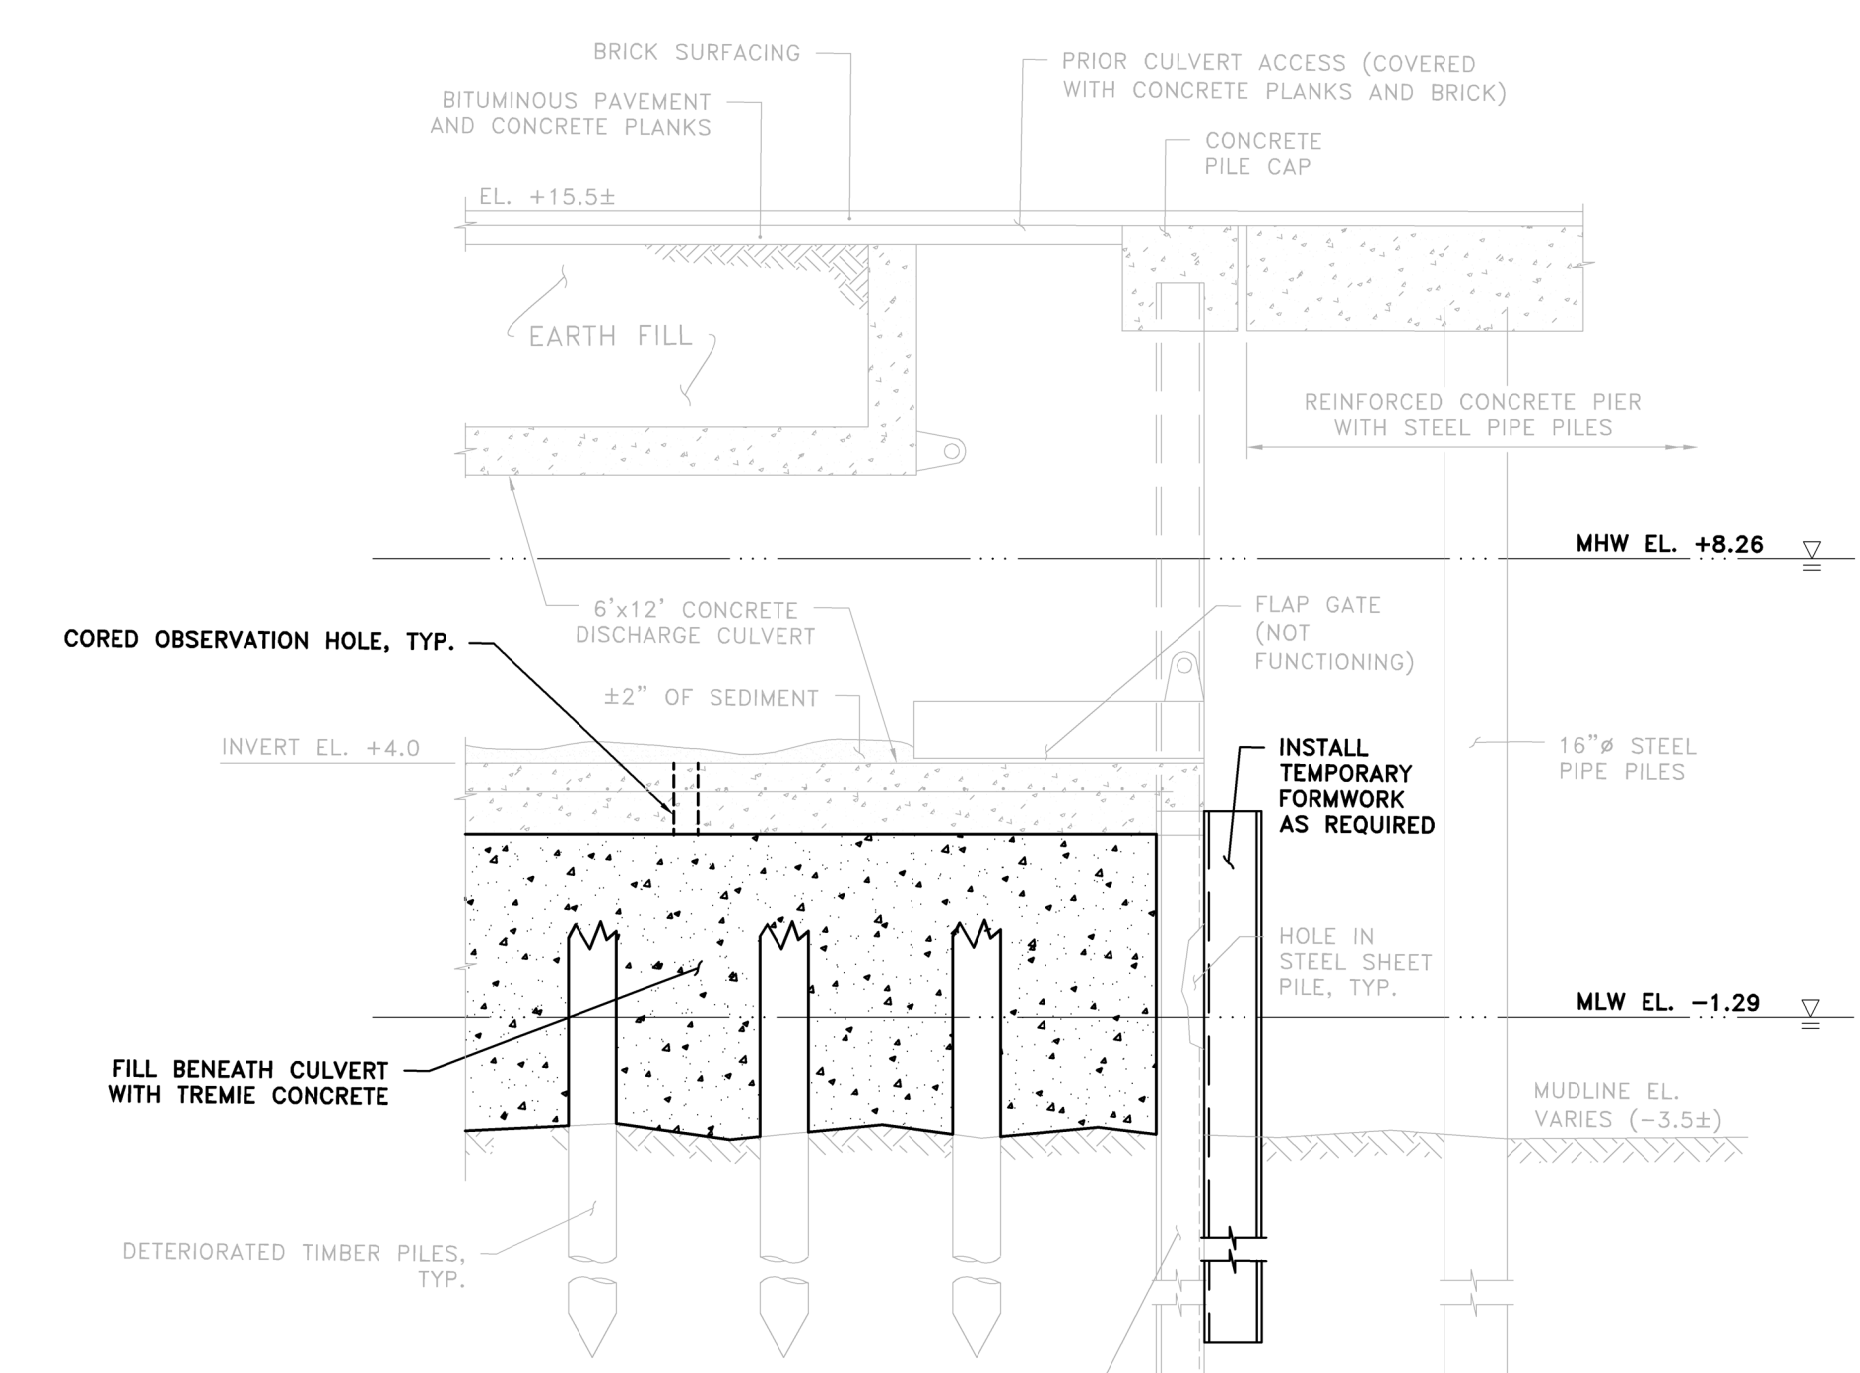 BRICK SURFACING
PRIOR CULVERT ACCESS (COVERED
WITH CONCRETE PLANKS AND BRICK)
BITUMINOUS PAVEMENT
AND CONCRETE PLANKS
CONCRETE
PILE CAP
EL. +15.5±
EARTH FILL
REINFORCED CONCRETE PIER
WITH STEEL PIPE PILES
MHW EL. +8.26
6'x12' CONCRETE
DISCHARGE CULVERT
FLAP GATE
(NOT
FUNCTIONING)
CORED OBSERVATION HOLE, TYP.
±2" OF SEDIMENT
INVERT EL. +4.0
INSTALL
TEMPORARY
FORMWORK
AS REQUIRED
16"ø STEEL
PIPE PILES
HOLE IN
STEEL SHEET
PILE, TYP.
MLW EL. −1.29
FILL BENEATH CULVERT
WITH TREMIE CONCRETE
MUDLINE EL.
VARIES (−3.5±)
DETERIORATED TIMBER PILES,
TYP.